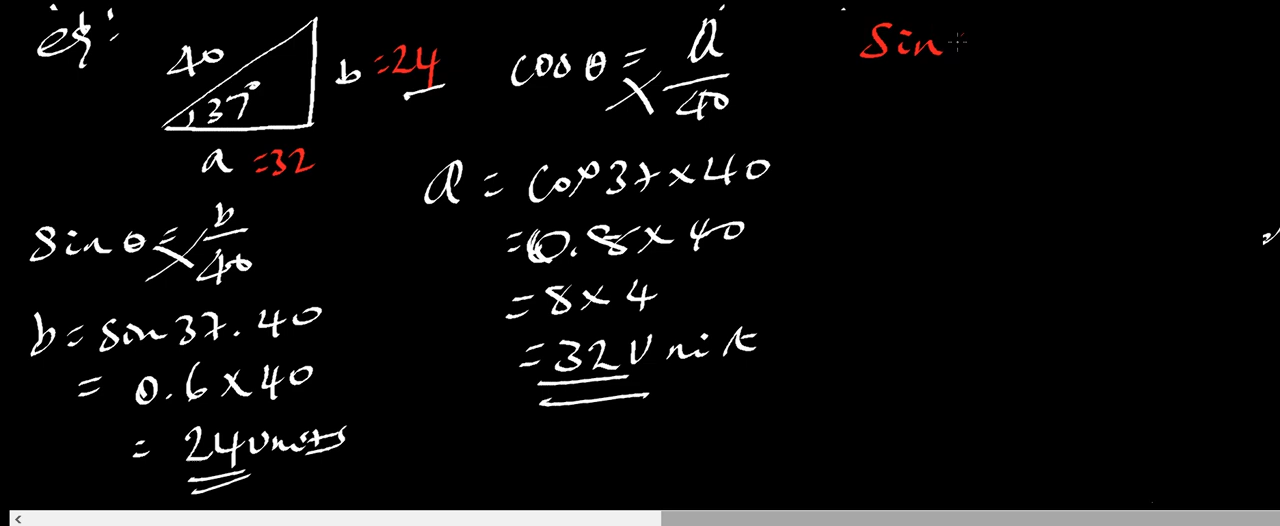 eg:
40
37°
b = 24
a = 32
sin θ = b/40
b = sin 37 . 40
= 0.6 × 40
= 24 Units
cos θ = a/40
a = Cos 37 × 40
= 0.8 × 40
= 8 × 4
= 32 Unit
Sin